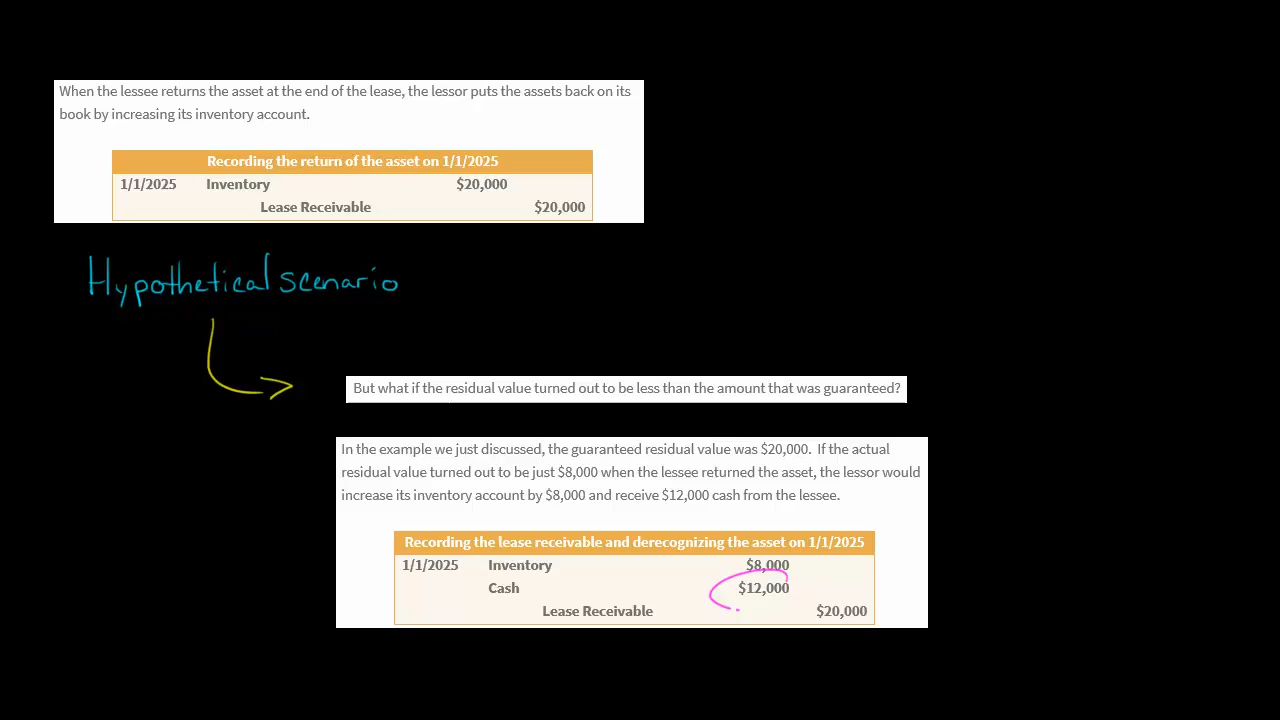 When the lessee returns the asset at the end of the lease, the lessor puts the assets back on its
book by increasing its inventory account.
Recording the return of the asset on 1/1/2025
1/1/2025 Inventory $20,000
Lease Receivable $20,000
Hypothetical scenario
But what if the residual value turned out to be less than the amount that was guaranteed?
In the example we just discussed, the guaranteed residual value was $20,000. If the actual
residual value turned out to be just $8,000 when the lessee returned the asset, the lessor would
increase its inventory account by $8,000 and receive $12,000 cash from the lessee.
Recording the lease receivable and derecognizing the asset on 1/1/2025
1/1/2025 Inventory $8,000
Cash $12,000
Lease Receivable $20,000